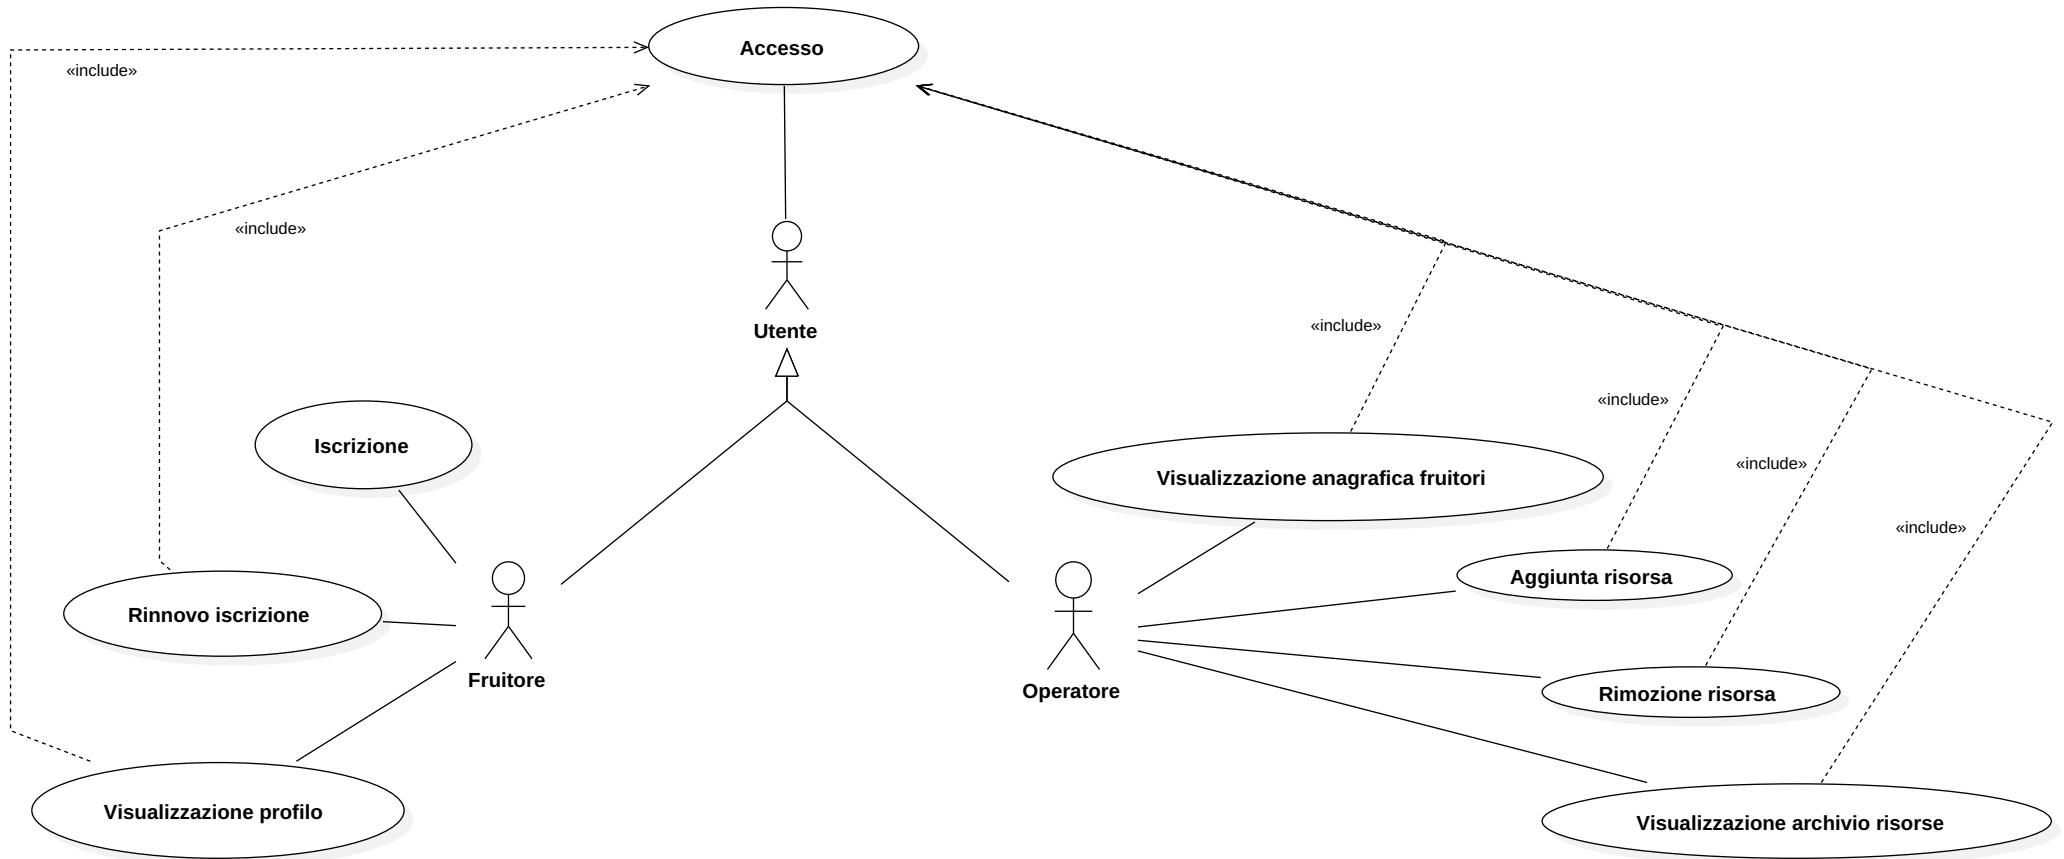 Accesso
«include»
«include»
Utente
«include»
«include»
Iscrizione
«include»
Visualizzazione anagrafica fruitori
«include»
Aggiunta risorsa
Rinnovo iscrizione
Fruitore
Operatore
Rimozione risorsa
Visualizzazione profilo
Visualizzazione archivio risorse